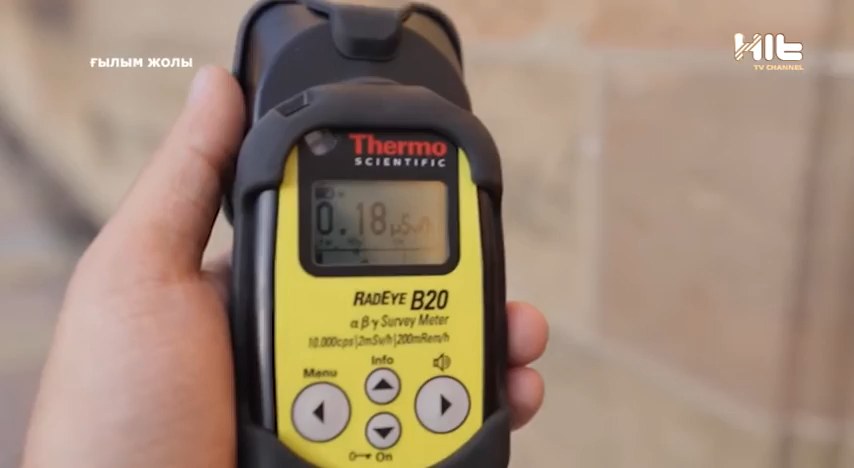 ғылым жолы
HIt
TV CHANNEL
Thermo
SCIENTIFIC
0.18 µSv/h
RADEYE B20
α β γ Survey Meter
10.000cps|2mSv/h|200mRem/h
Info
Menu
On